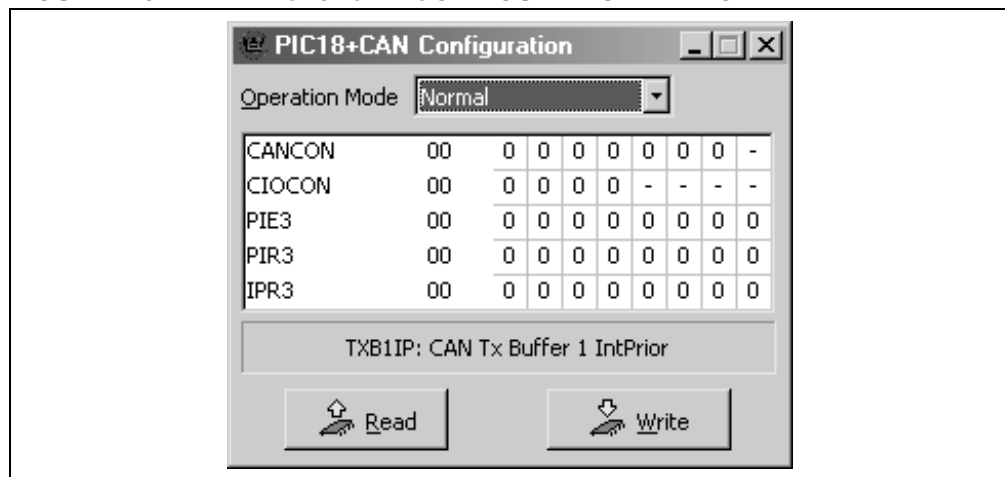 PIC18+CAN Configuration
Operation Mode Normal
CANCON 00 0 0 0 0 0 0 0 -
CIOCON 00 0 0 0 0 - - - -
PIE3 00 0 0 0 0 0 0 0 0
PIR3 00 0 0 0 0 0 0 0 0
IPR3 00 0 0 0 0 0 0 0 0
TXB1IP: CAN Tx Buffer 1 IntPrior
Read Write